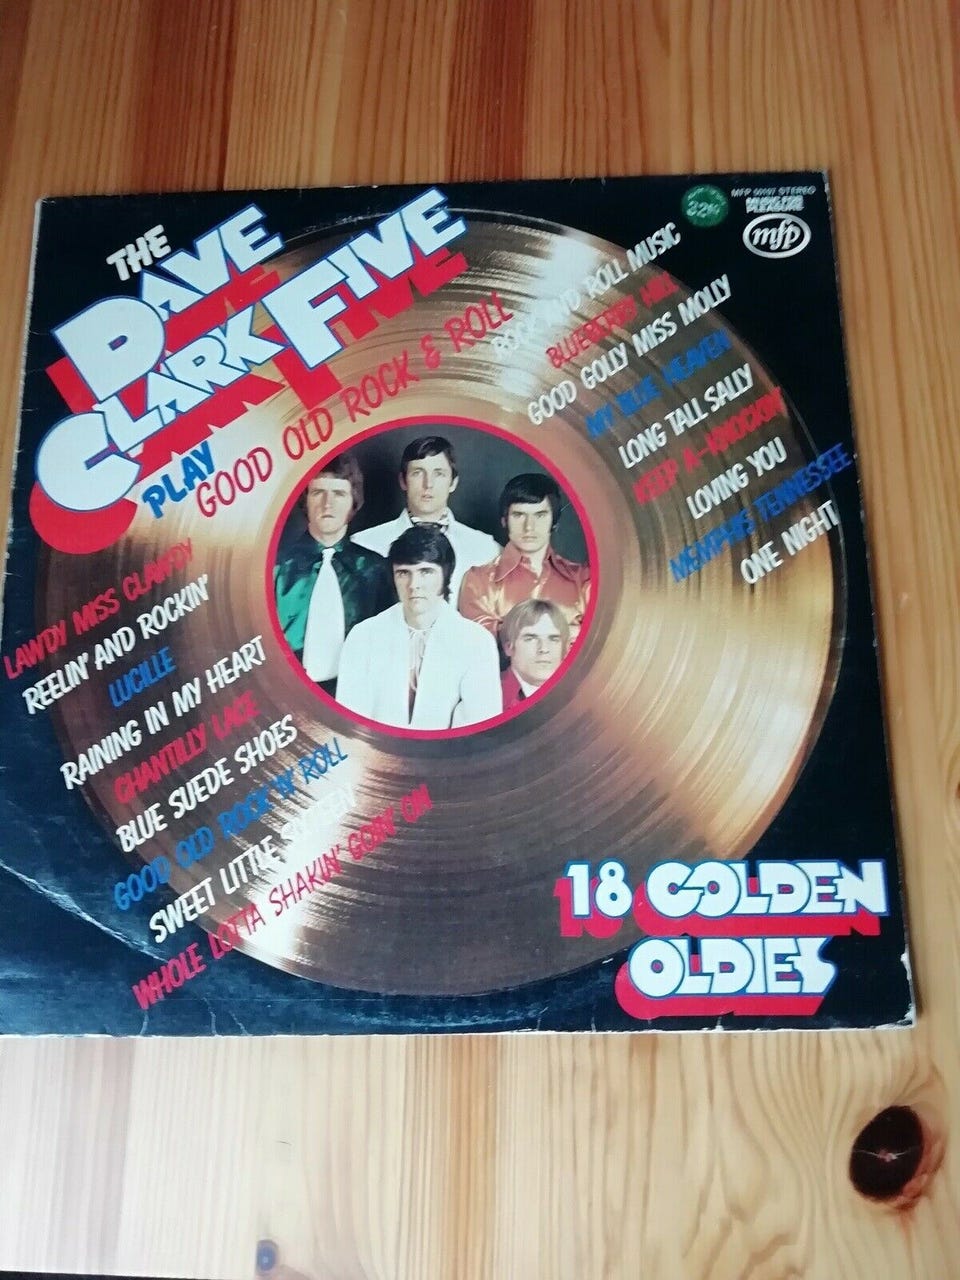 THE
DAVE
CLARK FIVE
PLAY
GOOD OLD ROCK & ROLL
MFP STEREO
MUSIC FOR
PLEASURE
mfp
ROCK AND ROLL MUSIC
BLUEBERRY HILL
GOOD GOLLY MISS MOLLY
MY BLUE HEAVEN
LONG TALL SALLY
KEEP A-KNOCKIN'
LOVING YOU
MEMPHIS TENNESSEE
ONE NIGHT
LAWDY MISS CLAWDY
REELIN' AND ROCKIN'
LUCILLE
RAINING IN MY HEART
CHANTILLY LACE
BLUE SUEDE SHOES
GOOD OLD ROCK 'N' ROLL
SWEET LITTLE SIXTEEN
WHOLE LOTTA SHAKIN' GOIN' ON
18 GOLDEN
OLDIES